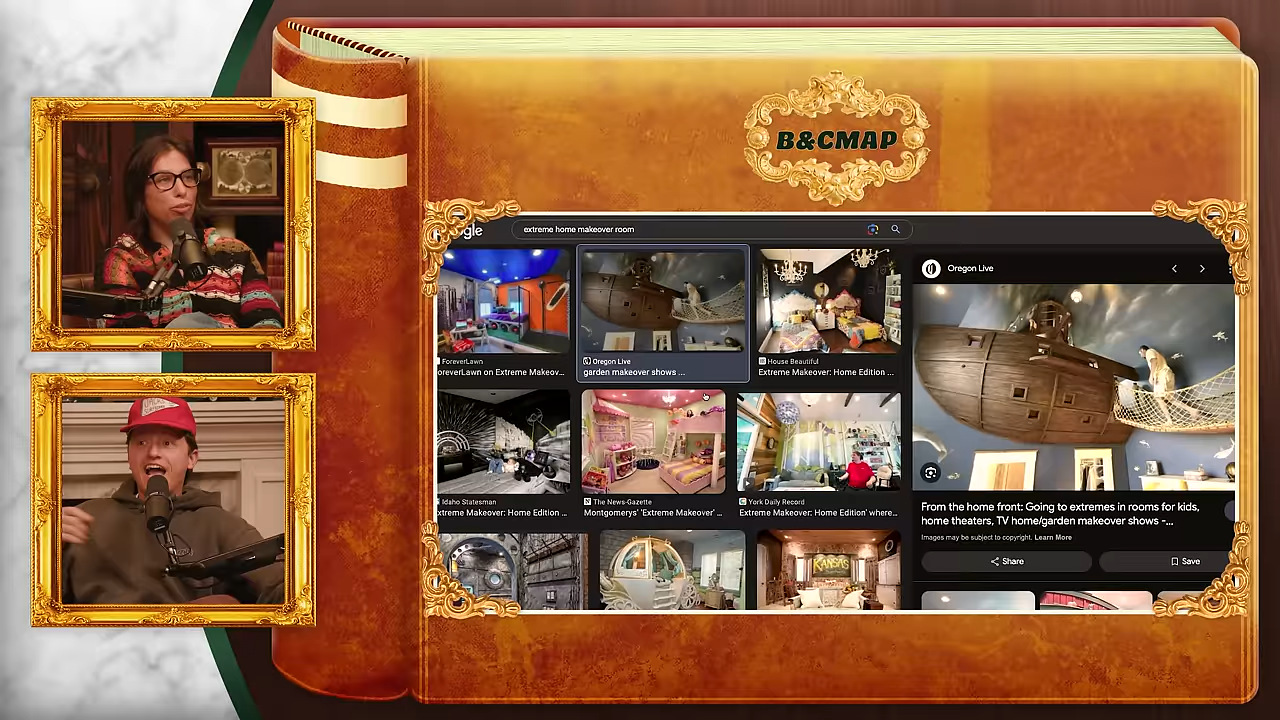 B&CMAP
gle
extreme home makeover room
Oregon Live
ForeverLawn
oreverLawn on Extreme Makeov...
Oregon Live
garden makeover shows ...
House Beautiful
Extreme Makeover: Home Edition ...
Idaho Statesman
xtreme Makeover: Home Edition ...
The News-Gazette
Montgomerys' 'Extreme Makeover' ...
York Daily Record
Extreme Makeover: Home Edition' where...
KANSAS
From the home front: Going to extremes in rooms for kids,
home theaters, TV home/garden makeover shows -...
Images may be subject to copyright. Learn More
Share
Save